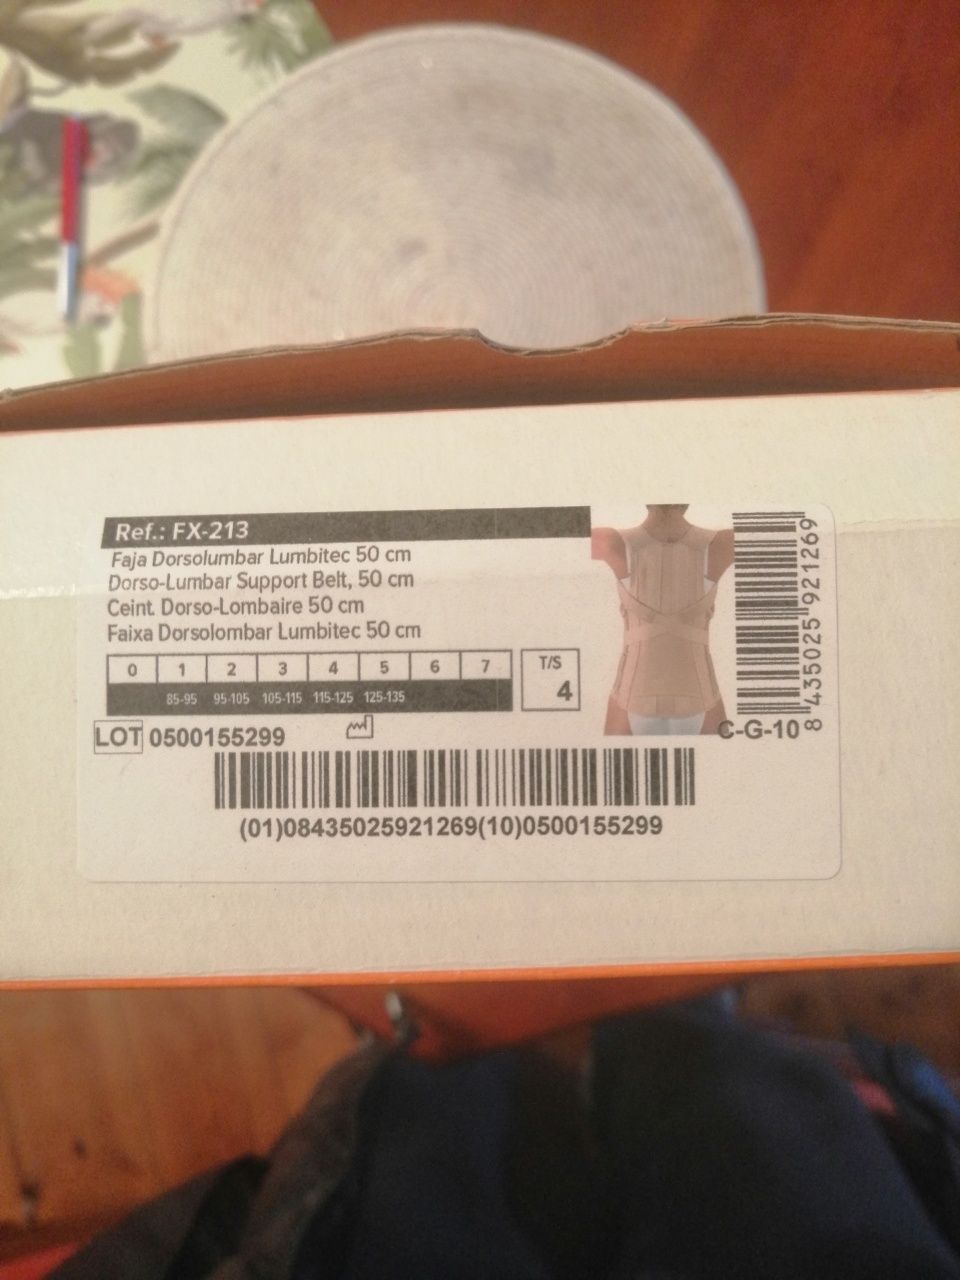 Ref.: FX-213
Faja Dorsolumbar Lumbitec 50 cm
Dorso-Lumbar Support Belt, 50 cm
Ceint. Dorso-Lombaire 50 cm
Faixa Dorsolombar Lumbitec 50 cm
0 1 2 3 4 5 6 7
85-95 95-105 105-115 115-125 125-135
T/S
4
8 435025 921269
C-G-10
LOT 0500155299
(01)08435025921269(10)0500155299